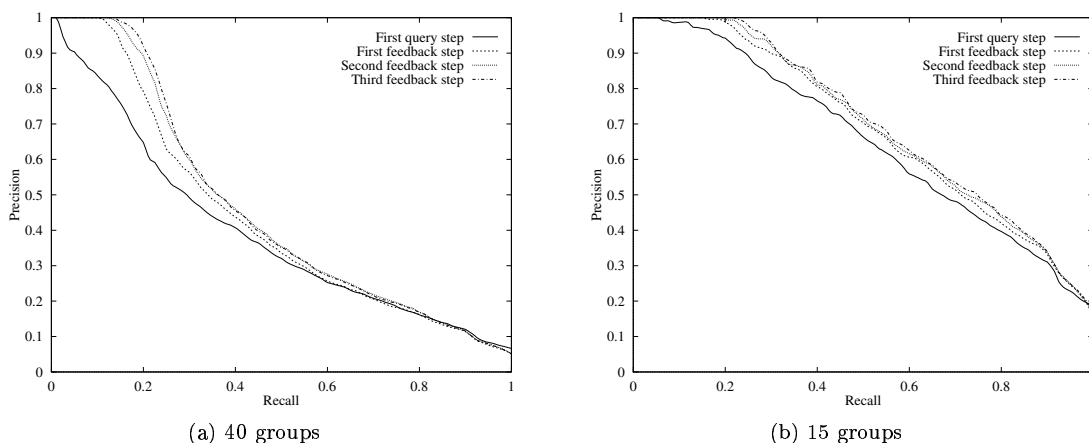 1
0.9
0.8
0.7
0.6
0.5
0.4
0.3
0.2
0.1
0
Precision
0
0.2
0.4
0.6
0.8
1
Recall
First query step
First feedback step
Second feedback step
Third feedback step
(a) 40 groups
1
0.9
0.8
0.7
0.6
0.5
0.4
0.3
0.2
0.1
0
Precision
0
0.2
0.4
0.6
0.8
Recall
First query step
First feedback step
Second feedback step
Third feedback step
(b) 15 groups